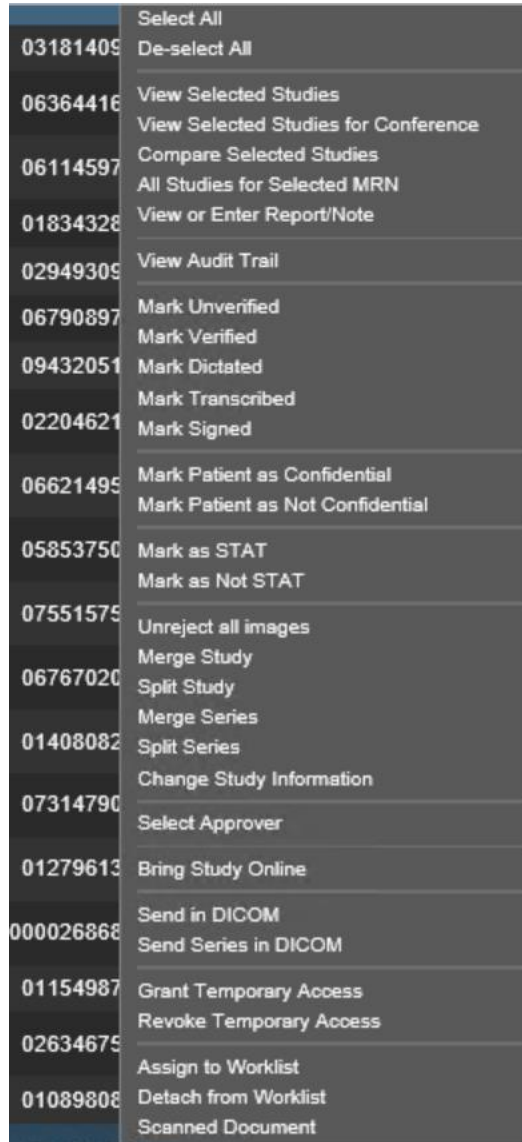 Select All
03181409 De-select All
View Selected Studies
06364416
View Selected Studies for Conference
Compare Selected Studies
06114597
All Studies for Selected MRN
01834328 View or Enter Report/Note
02949309 View Audit Trail
06790897 Mark Unverified
Mark Verified
09432051 Mark Dictated
Mark Transcribed
02204621
Mark Signed
06621495 Mark Patient as Confidential
Mark Patient as Not Confidential
05853750 Mark as STAT
Mark as Not STAT
07551575
Unreject all images
Merge Study
06767020 Split Study
Merge Series
01408082 Split Series
Change Study Information
07314790
Select Approver
01279613 Bring Study Online
Send in DICOM
000026868
Send Series in DICOM
01154987 Grant Temporary Access
Revoke Temporary Access
02634675
Assign to Worklist
01089808 Detach from Worklist
Scanned Document